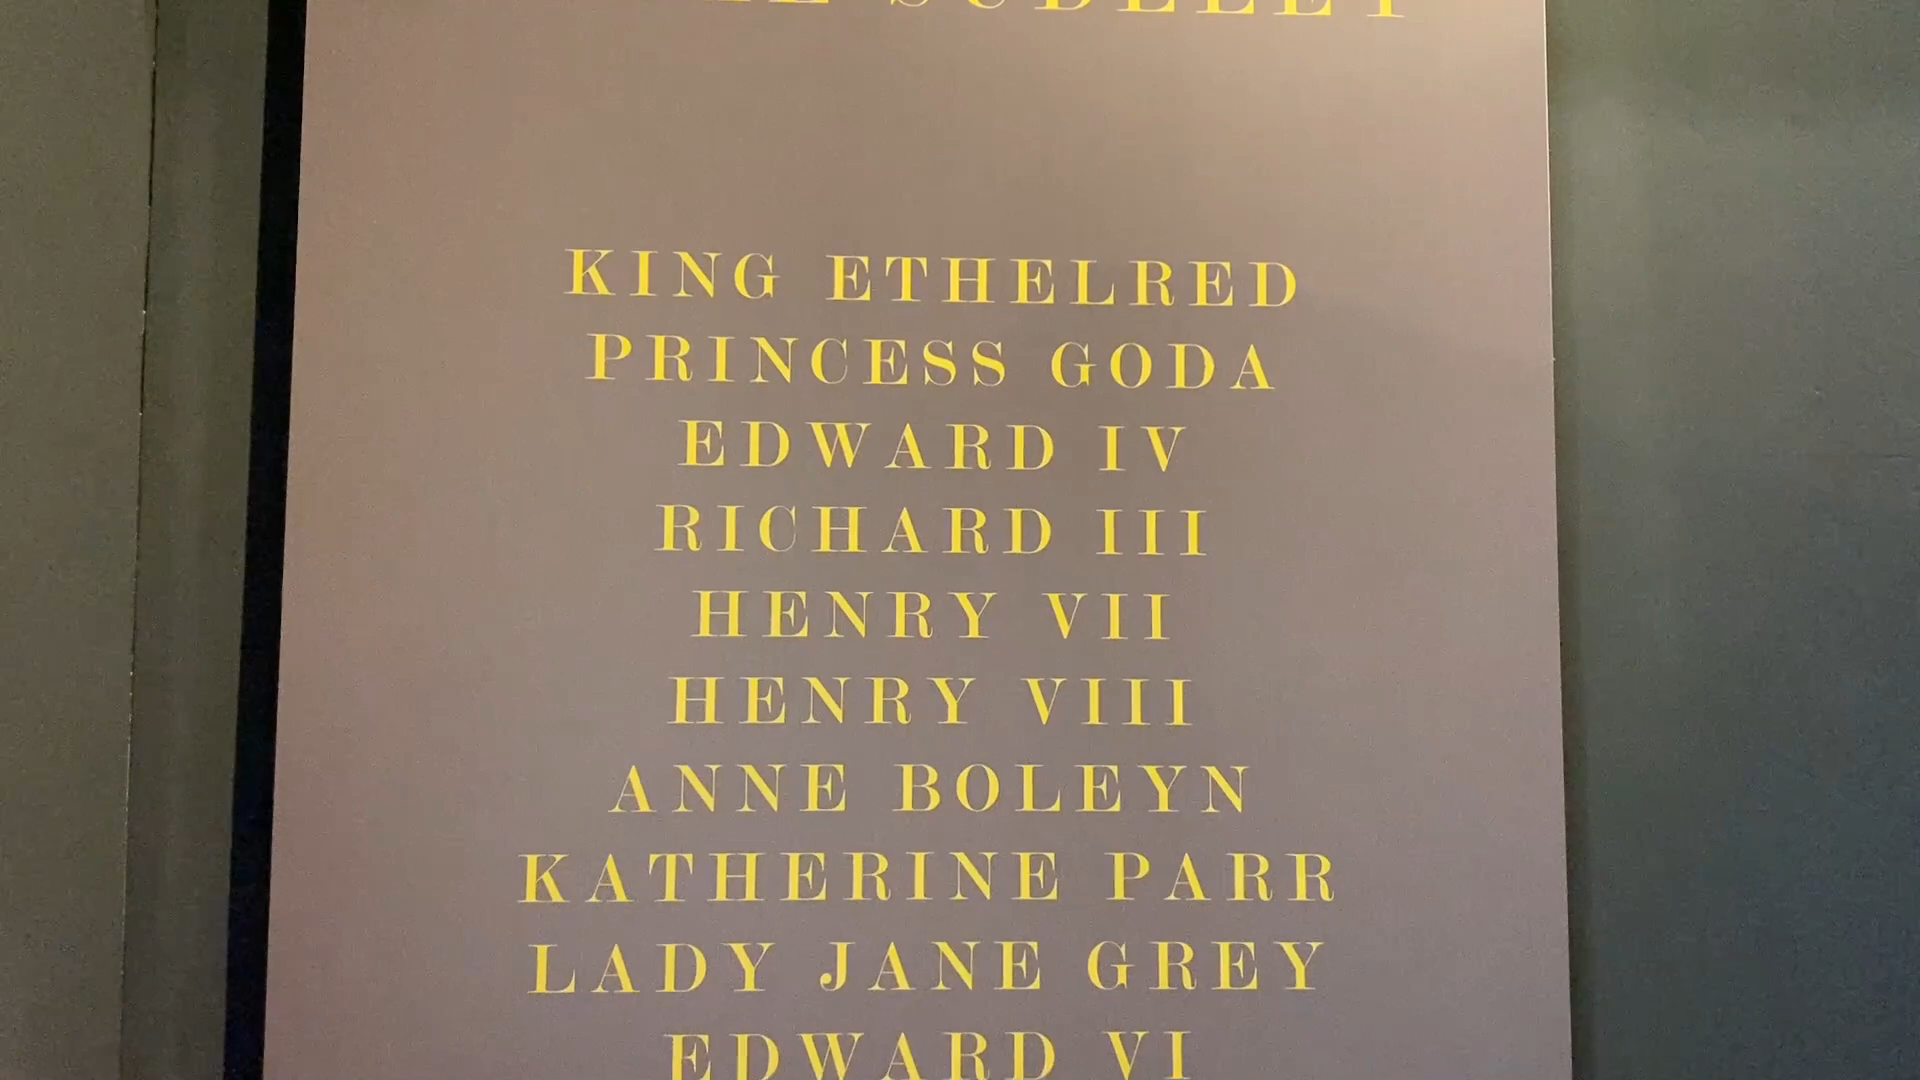 SUDELEY
KING ETHELRED
PRINCESS GODA
EDWARD IV
RICHARD III
HENRY VII
HENRY VIII
ANNE BOLEYN
KATHERINE PARR
LADY JANE GREY
EDWARD VI